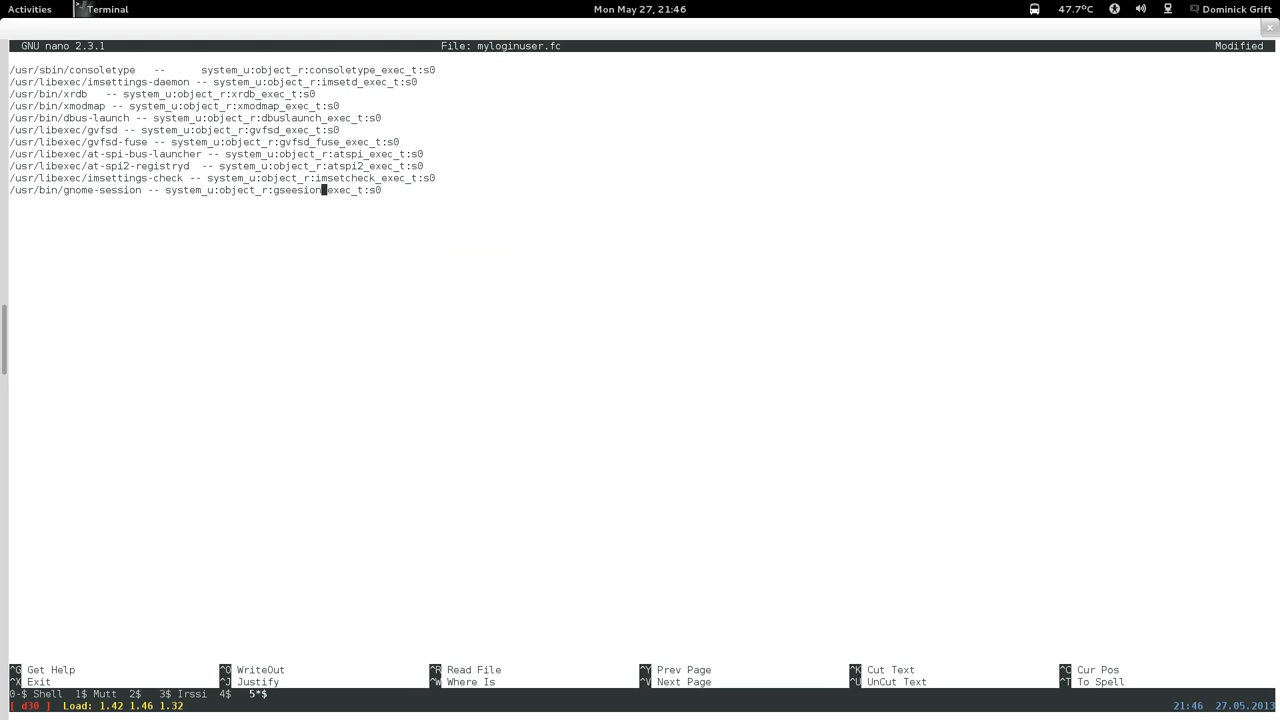 Activities Terminal Mon May 27, 21:46 47.7°C Dominick Grift
GNU nano 2.3.1 File: myloginuser.fc Modified
/usr/sbin/consoletype -- system_u:object_r:consoletype_exec_t:s0
/usr/libexec/imsettings-daemon -- system_u:object_r:imsetd_exec_t:s0
/usr/bin/xrdb -- system_u:object_r:xrdb_exec_t:s0
/usr/bin/xmodmap -- system_u:object_r:xmodmap_exec_t:s0
/usr/bin/dbus-launch -- system_u:object_r:dbuslaunch_exec_t:s0
/usr/libexec/gvfsd -- system_u:object_r:gvfsd_exec_t:s0
/usr/libexec/gvfsd-fuse -- system_u:object_r:gvfsd_fuse_exec_t:s0
/usr/libexec/at-spi-bus-launcher -- system_u:object_r:atspi_exec_t:s0
/usr/libexec/at-spi2-registryd -- system_u:object_r:atspi2_exec_t:s0
/usr/libexec/imsettings-check -- system_u:object_r:imsetcheck_exec_t:s0
/usr/bin/gnome-session -- system_u:object_r:gseesion_exec_t:s0
^G Get Help ^O WriteOut ^R Read File ^Y Prev Page ^K Cut Text ^C Cur Pos
^X Exit ^J Justify ^W Where Is ^V Next Page ^U UnCut Text ^T To Spell
0-$ Shell 1$ Mutt 2$ 3$ Irssi 4$ 5*$
[ d30 ] Load: 1.42 1.46 1.32 21:46 27.05.2013